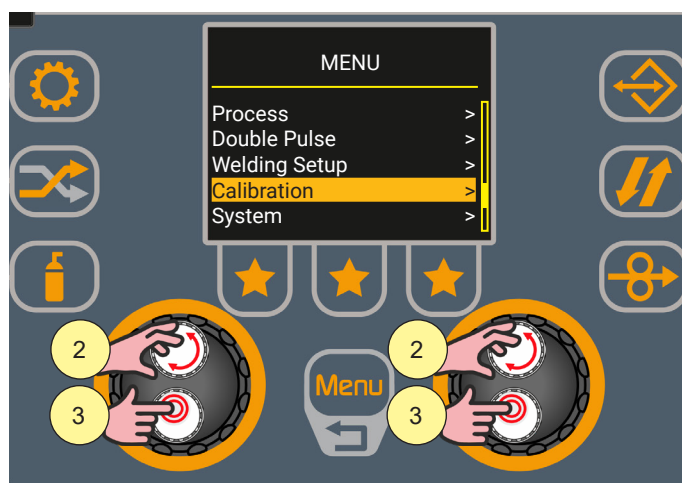 MENU
Process >
Double Pulse >
Welding Setup >
Calibration >
System >
2
2
3
3
Menu